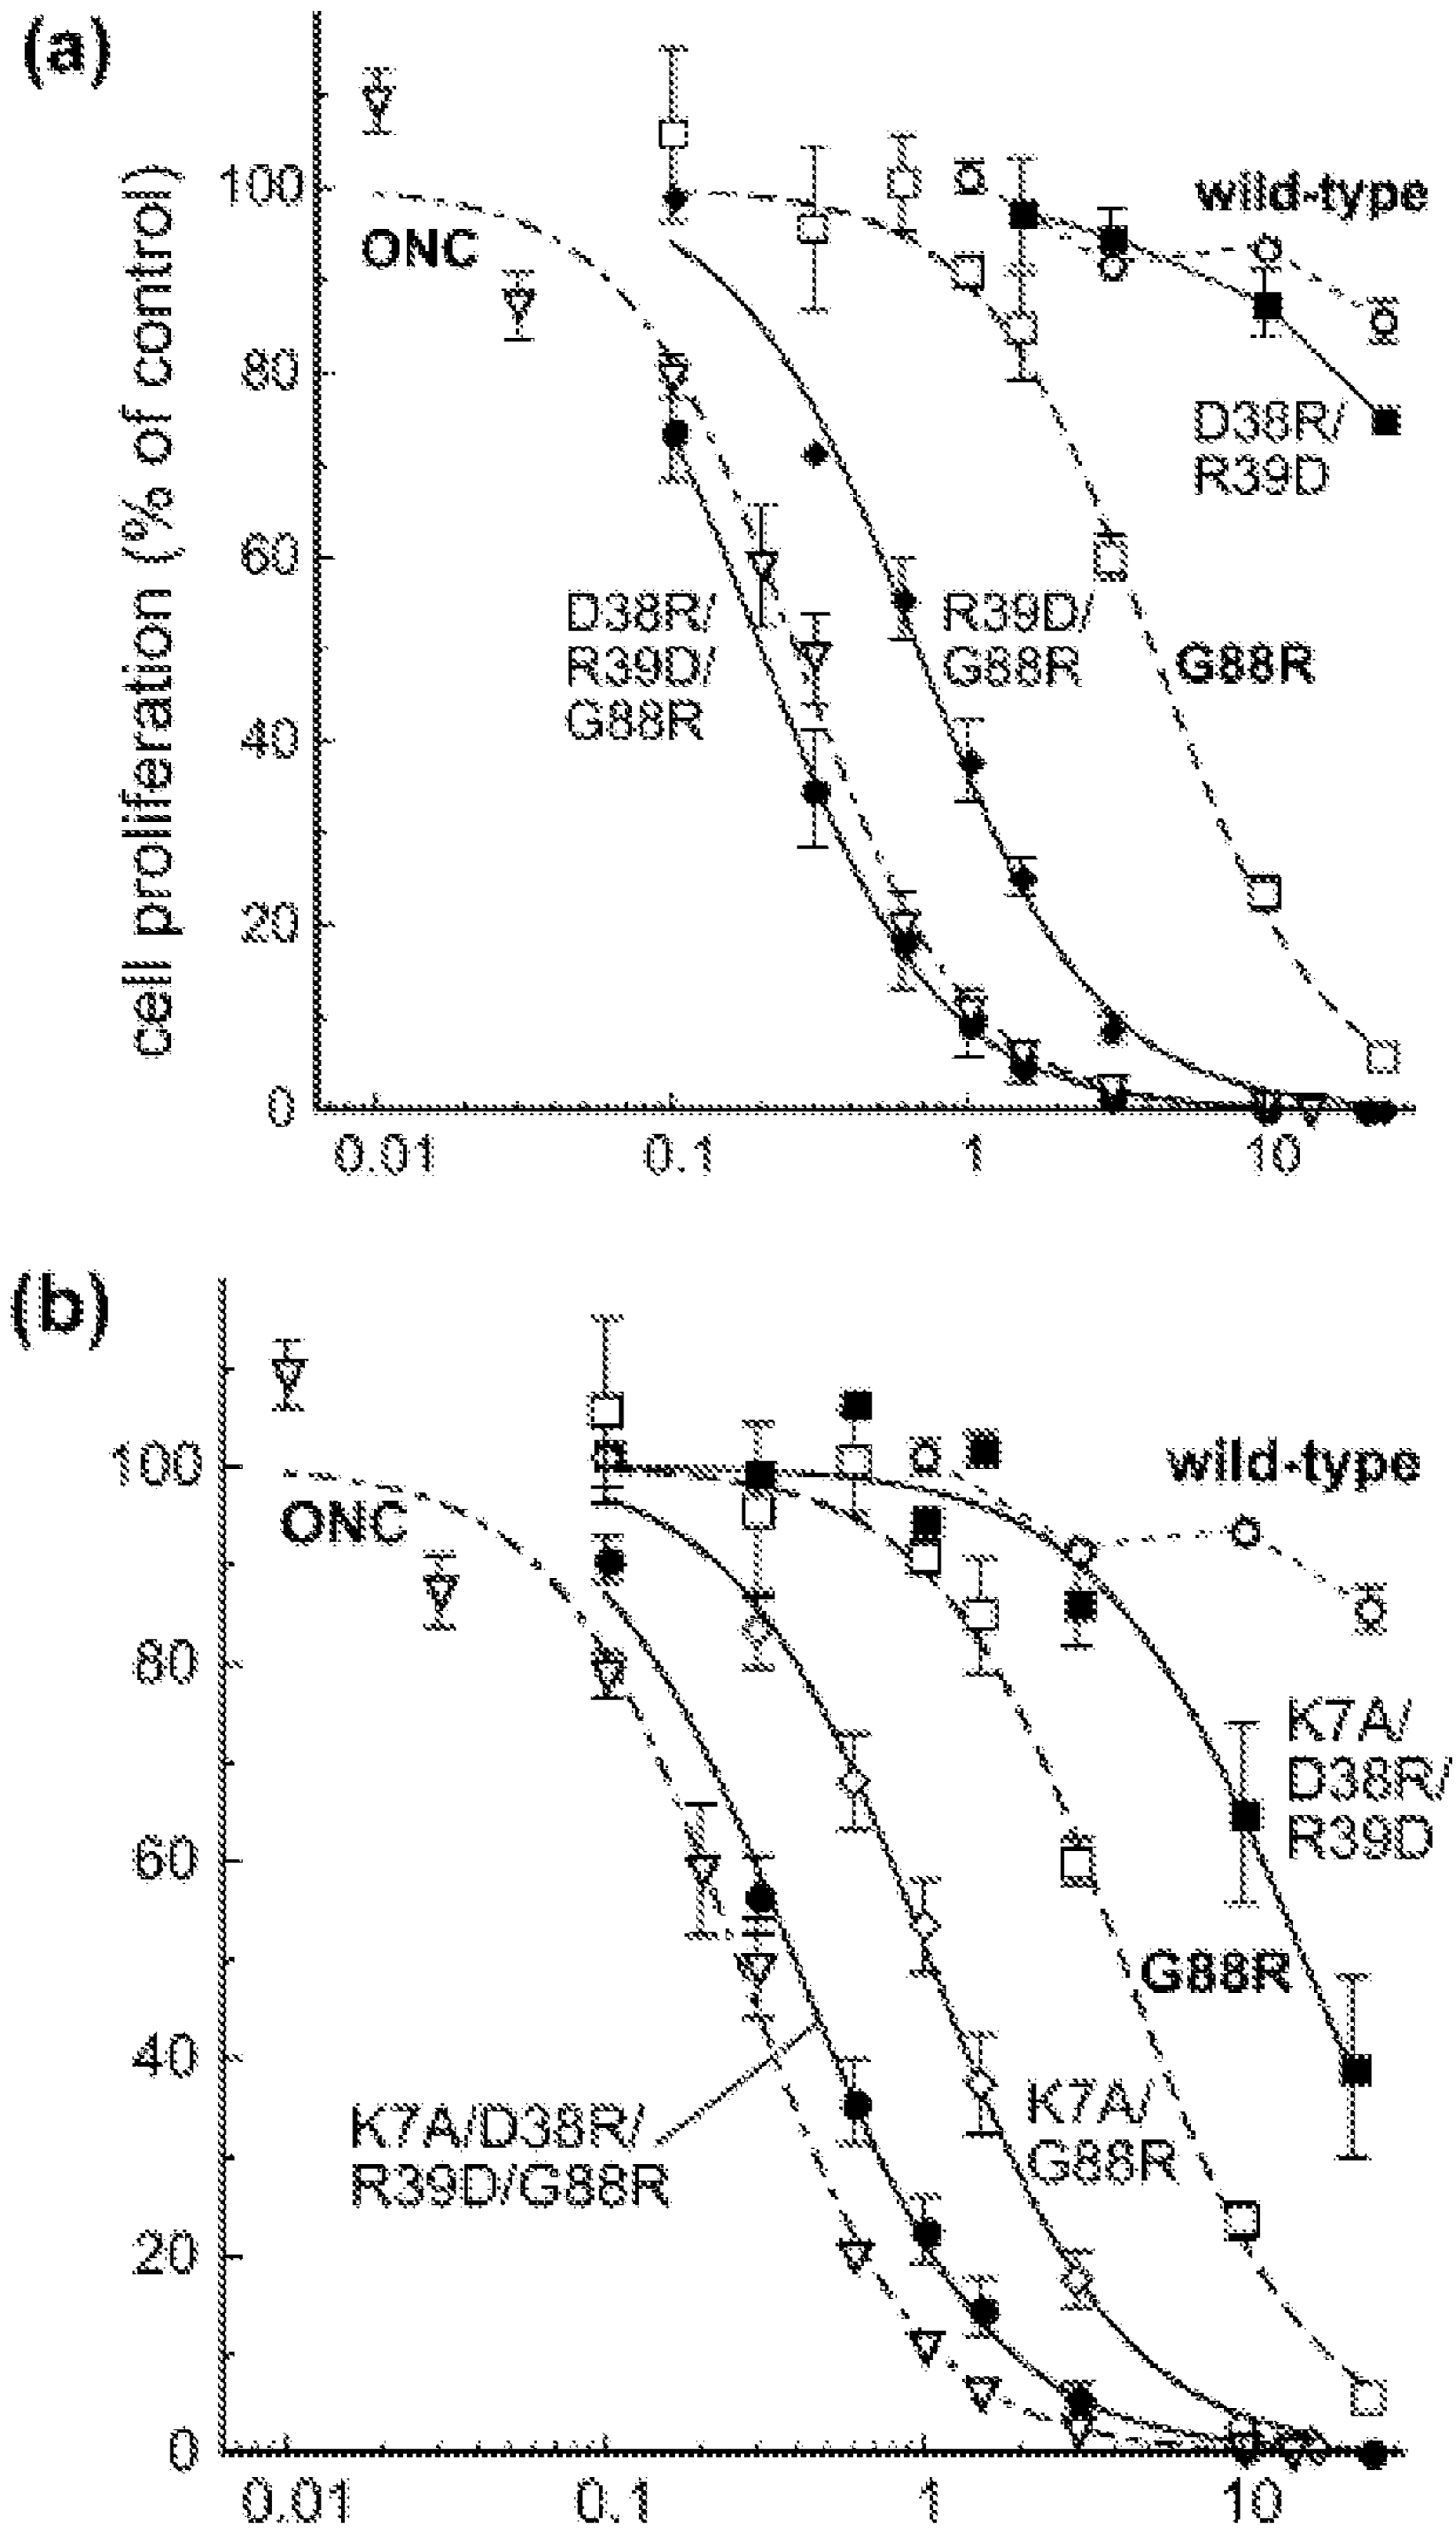 (a)
cell proliferation (% of control)
100
80
60
40
20
0
ONC
wild-type
D38R/
R39D
D38R/
R39D/
G88R
R39D/
G88R
G88R
0.01
0.1
1
10
(b)
100
80
60
40
20
0
ONC
wild-type
K7A/
D38R/
R39D
G88R
K7A/
G88R
K7A/D38R/
R39D/G88R
0.01
0.1
1
10